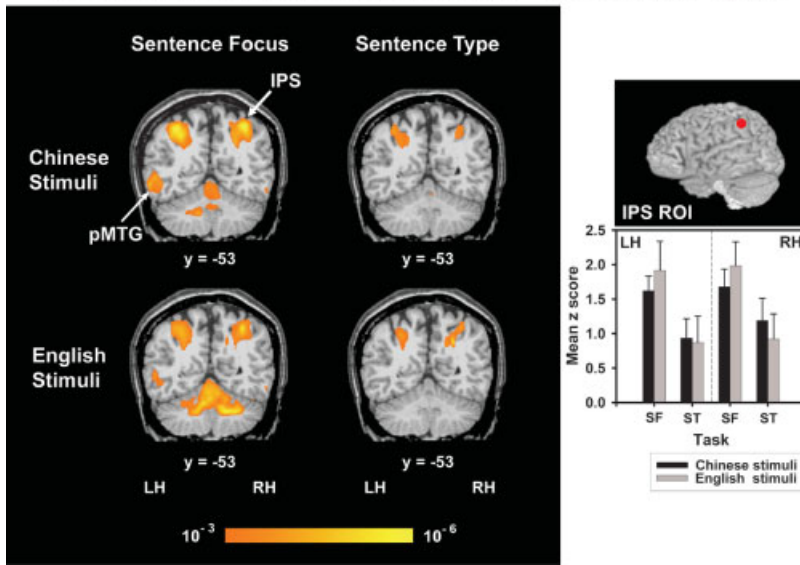 Sentence Focus
Sentence Type
IPS
Chinese
Stimuli
pMTG
y = -53
y = -53
English
Stimuli
y = -53
y = -53
LH
RH
LH
RH
10-3
10-6
IPS ROI
LH
RH
Mean z score
2.5
2.0
1.5
1.0
0.5
0.0
SF
ST
SF
ST
Task
Chinese stimuli
English stimuli